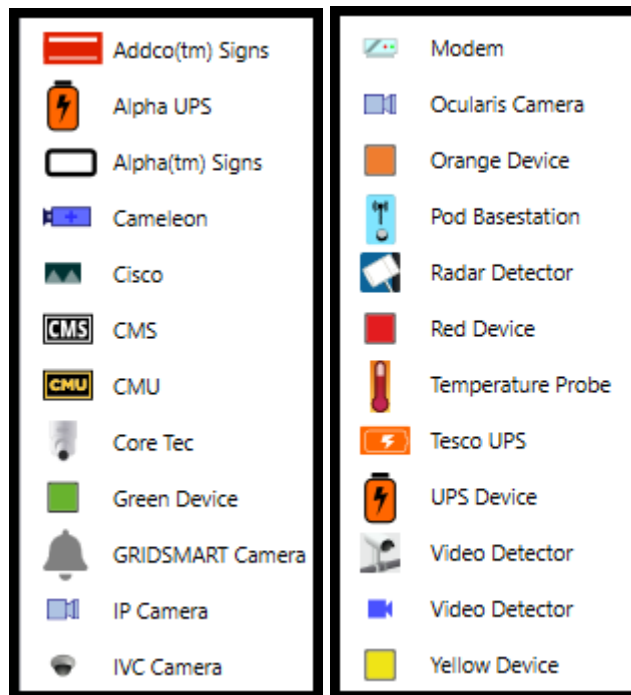 Addco(tm) Signs
Alpha UPS
Alpha(tm) Signs
Cameleon
Cisco
CMS CMS
CMU CMU
Core Tec
Green Device
GRIDSMART Camera
IP Camera
IVC Camera
Modem
Ocularis Camera
Orange Device
Pod Basestation
Radar Detector
Red Device
Temperature Probe
Tesco UPS
UPS Device
Video Detector
Video Detector
Yellow Device